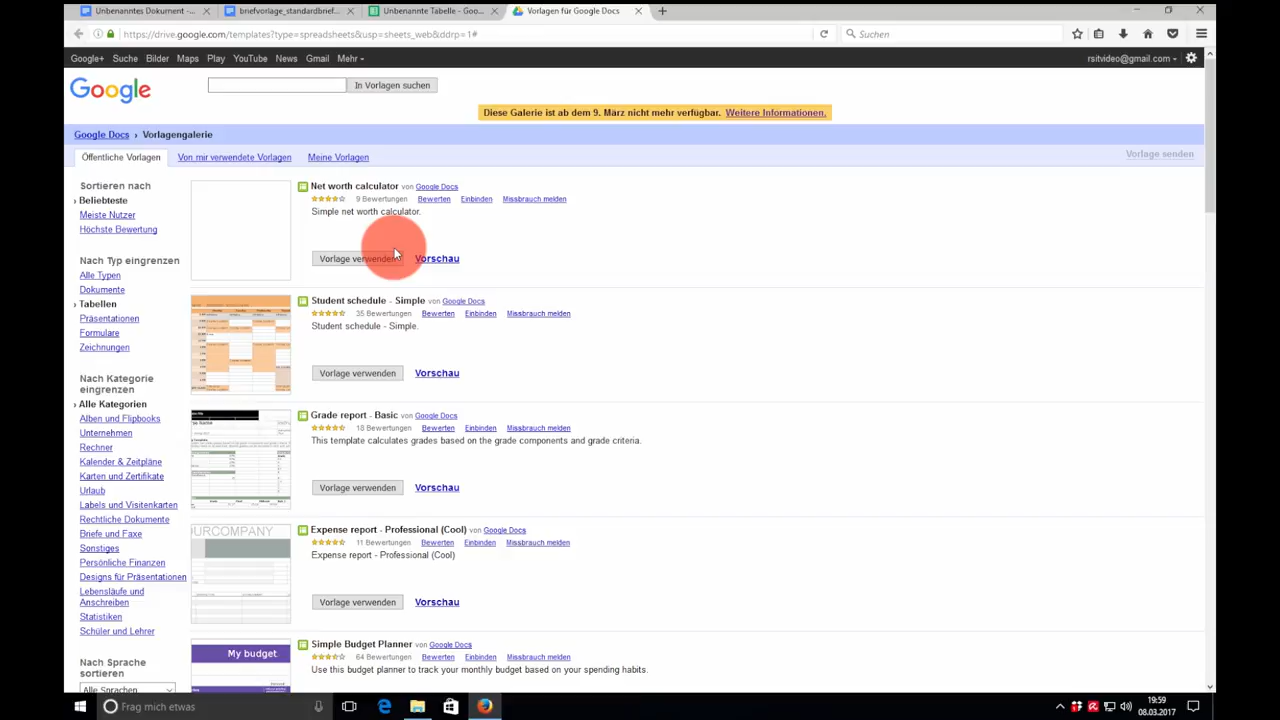 Unbenanntes Dokument -
briefvorlage_standardbrief...
Unbenannte Tabelle - Goo...
Vorlagen für Google Docs
https://drive.google.com/templates?type=spreadsheets&usp=sheets_web&ddrp=1#
Suchen
Google+ Suche Bilder Maps Play YouTube News Gmail Mehr
rsitvideo@gmail.com
Google
In Vorlagen suchen
Diese Galerie ist ab dem 9. März nicht mehr verfügbar. Weitere Informationen.
Google Docs › Vorlagengalerie
Öffentliche Vorlagen Von mir verwendete Vorlagen Meine Vorlagen
Vorlage senden
Sortieren nach
› Beliebteste
Meiste Nutzer
Höchste Bewertung
Nach Typ eingrenzen
Alle Typen
Dokumente
› Tabellen
Präsentationen
Formulare
Zeichnungen
Nach Kategorie
eingrenzen
› Alle Kategorien
Alben und Flipbooks
Unternehmen
Rechner
Kalender & Zeitpläne
Karten und Zertifikate
Urlaub
Labels und Visitenkarten
Rechtliche Dokumente
Briefe und Faxe
Sonstiges
Persönliche Finanzen
Designs für Präsentationen
Lebensläufe und
Anschreiben
Statistiken
Schüler und Lehrer
Nach Sprache
sortieren
Alle Sprachen
Net worth calculator von Google Docs
9 Bewertungen Bewerten Einbinden Missbrauch melden
Simple net worth calculator.
Vorlage verwenden Vorschau
Student schedule - Simple von Google Docs
35 Bewertungen Bewerten Einbinden Missbrauch melden
Student schedule - Simple.
Vorlage verwenden Vorschau
Grade report - Basic von Google Docs
18 Bewertungen Bewerten Einbinden Missbrauch melden
This template calculates grades based on the grade components and grade criteria.
Vorlage verwenden Vorschau
OURCOMPANY
Expense report - Professional (Cool) von Google Docs
11 Bewertungen Bewerten Einbinden Missbrauch melden
Expense report - Professional (Cool)
Vorlage verwenden Vorschau
My budget
Simple Budget Planner von Google Docs
64 Bewertungen Bewerten Einbinden Missbrauch melden
Use this budget planner to track your monthly budget based on your spending habits.
Frag mich etwas
19:59
08.03.2017